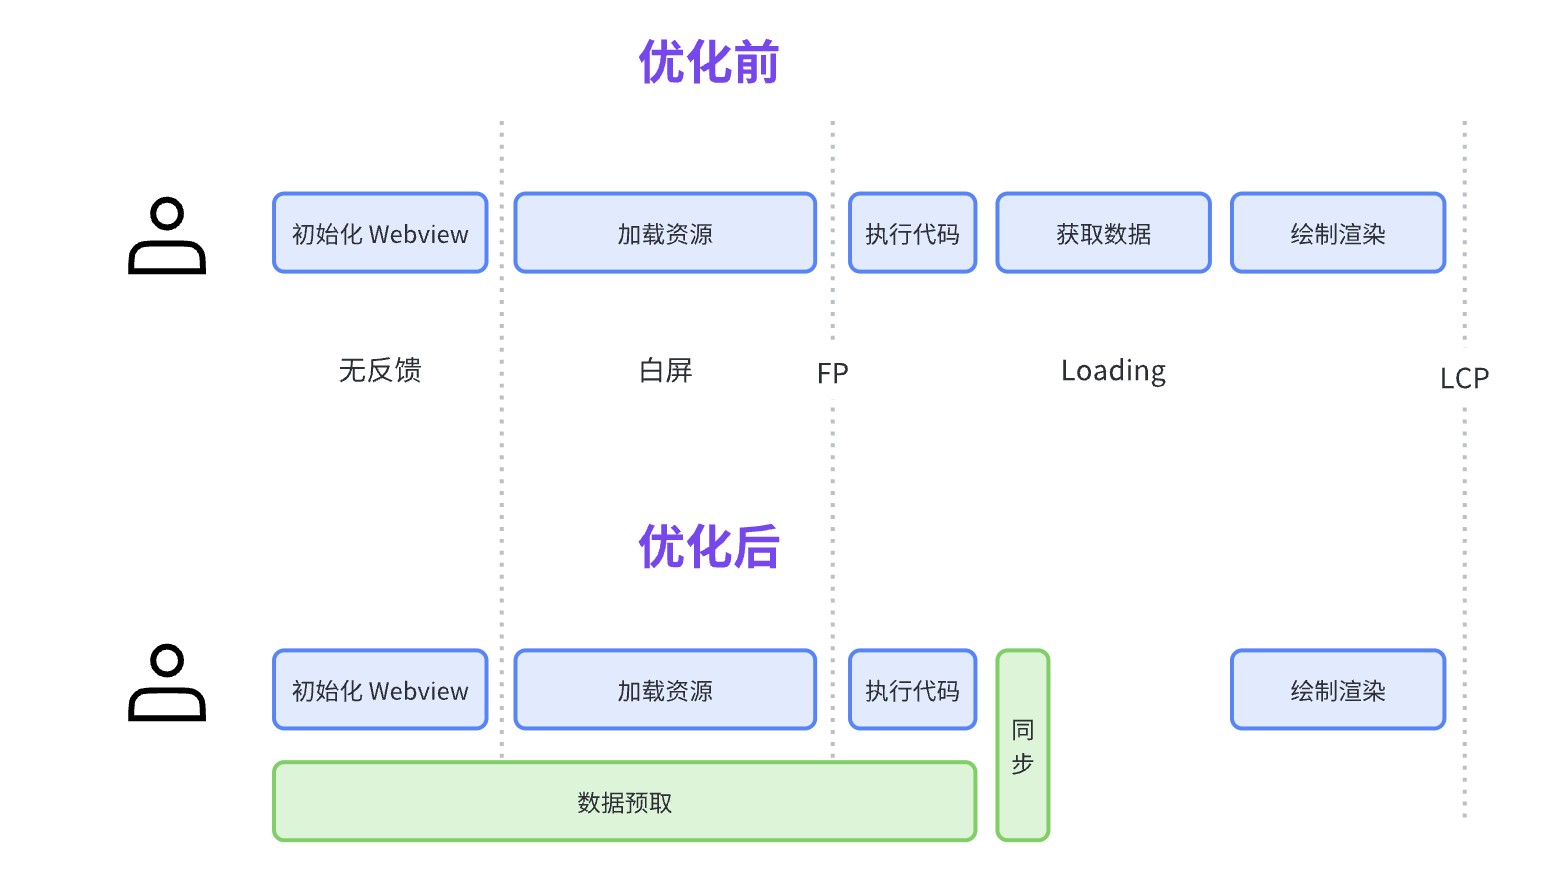 优化前
初始化 Webview
加载资源
执行代码
获取数据
绘制渲染
无反馈
白屏
FP
Loading
LCP
优化后
初始化 Webview
加载资源
执行代码
同
步
绘制渲染
数据预取